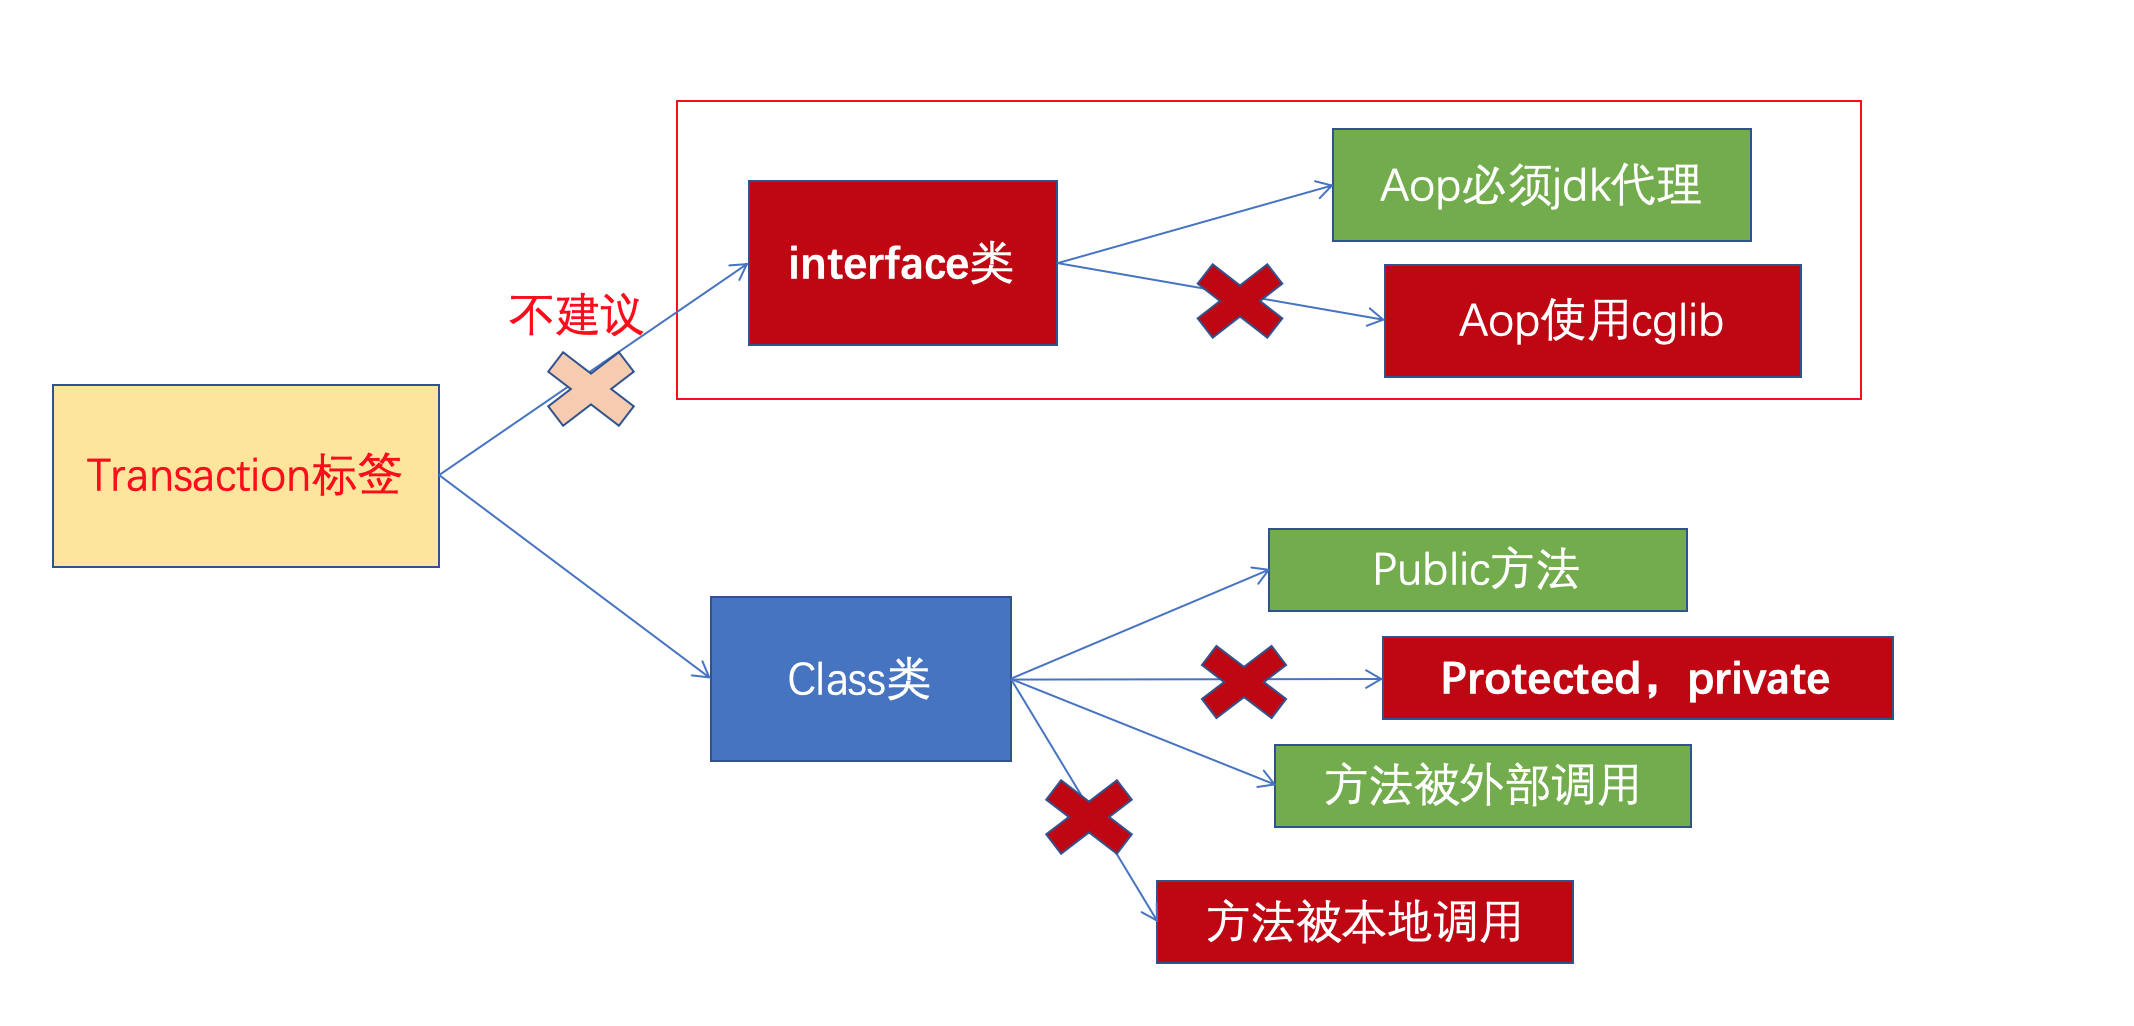 Aop必须jdk代理
interface类
Aop使用cglib
不建议
Transaction标签
Public方法
Class类
Protected，private
方法被外部调用
方法被本地调用